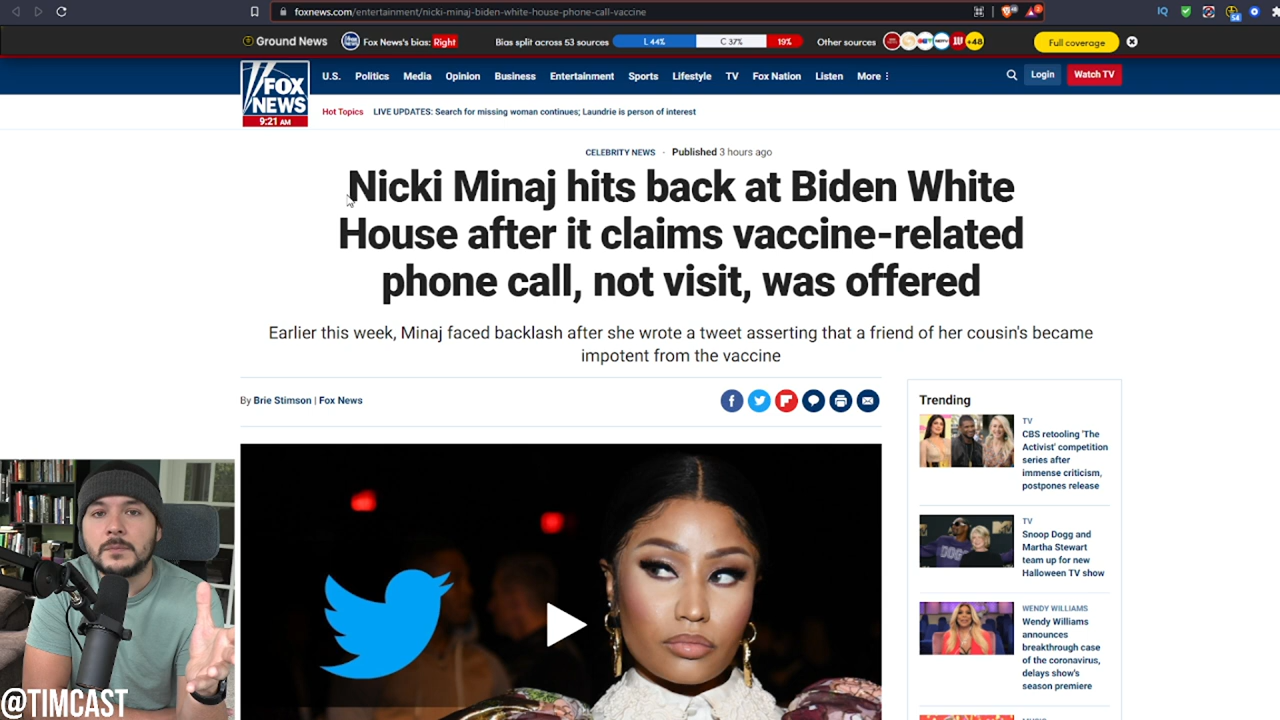 foxnews.com/entertainment/nicki-minaj-biden-white-house-phone-call-vaccine
IQ
54
Ground News
Fox News's bias: Right
Bias split across 53 sources
L 44%
C 37%
19%
Other sources
+48
Full coverage
FOX
NEWS
9:21 AM
U.S.
Politics
Media
Opinion
Business
Entertainment
Sports
Lifestyle
TV
Fox Nation
Listen
More
Login
Watch TV
Hot Topics
LIVE UPDATES: Search for missing woman continues; Laundrie is person of interest
CELEBRITY NEWS · Published 3 hours ago
Nicki Minaj hits back at Biden White
House after it claims vaccine-related
phone call, not visit, was offered
Earlier this week, Minaj faced backlash after she wrote a tweet asserting that a friend of her cousin's became
impotent from the vaccine
By Brie Stimson | Fox News
Trending
TV
CBS retooling 'The
Activist' competition
series after
immense criticism,
postpones release
TV
Snoop Dogg and
Martha Stewart
team up for new
Halloween TV show
WENDY WILLIAMS
Wendy Williams
announces
breakthrough case
of the coronavirus,
delays show's
season premiere
@TIMCAST